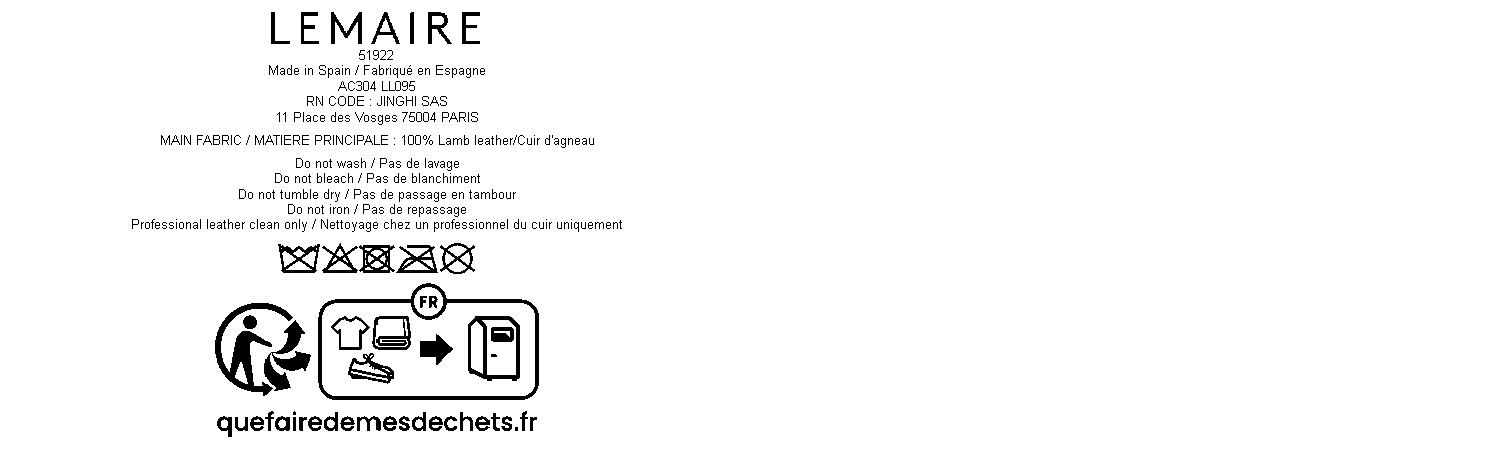 LEMAIRE
51922
Made in Spain / Fabriqué en Espagne
AC304 LL095
RN CODE : JINGHI SAS
11 Place des Vosges 75004 PARIS
MAIN FABRIC / MATIERE PRINCIPALE : 100% Lamb leather/Cuir d'agneau
Do not wash / Pas de lavage
Do not bleach / Pas de blanchiment
Do not tumble dry / Pas de passage en tambour
Do not iron / Pas de repassage
Professional leather clean only / Nettoyage chez un professionnel du cuir uniquement
FR
quefairedemesdechets.fr